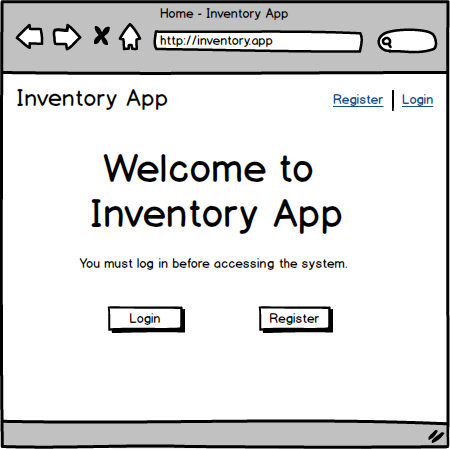 Home - Inventory App
http://inventory.app
Inventory App
Register | Login
Welcome to
Inventory App
You must log in before accessing the system.
Login
Register